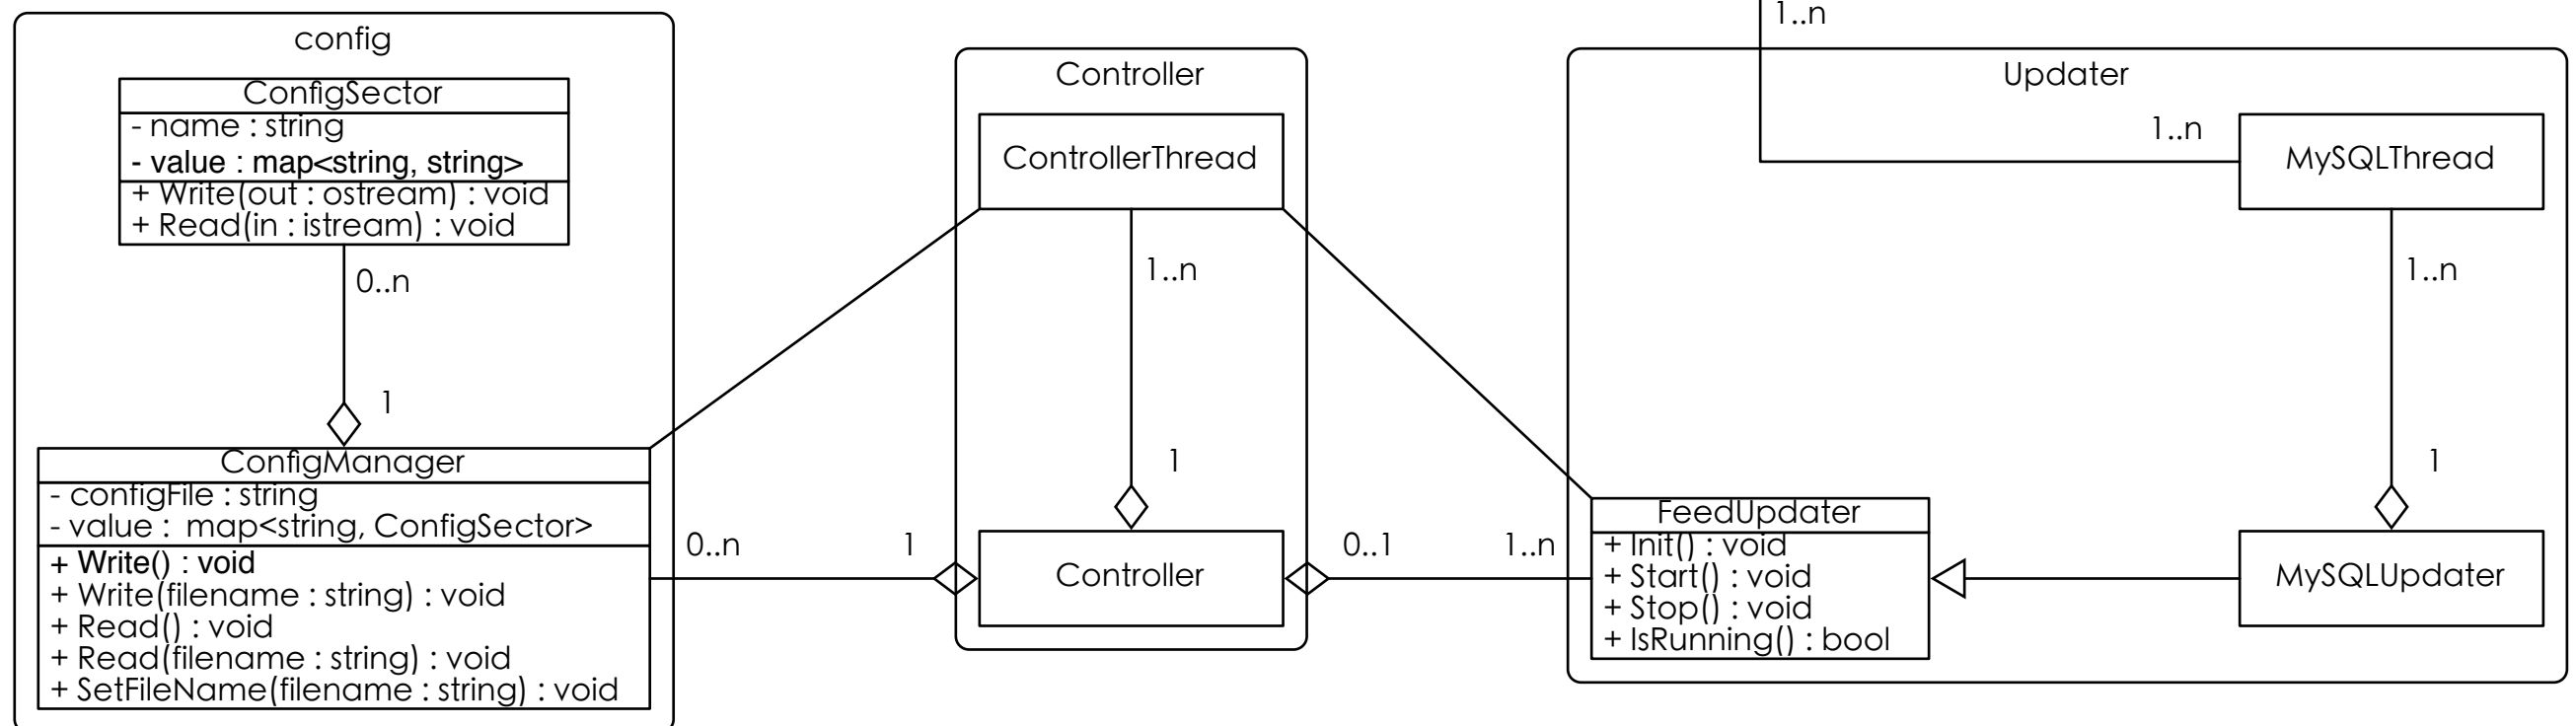 config
ConfigSector
- name : string
- value : map<string, string>
+ Write(out : ostream) : void
+ Read(in : istream) : void
0..n
1
ConfigManager
- configFile : string
- value :  map<string, ConfigSector>
+ Write() : void
+ Write(filename : string) : void
+ Read() : void
+ Read(filename : string) : void
+ SetFileName(filename : string) : void
0..n
1
Controller
ControllerThread
1..n
1
Controller
0..1
1..n
1..n
Updater
1..n
MySQLThread
1..n
1
FeedUpdater
+ Init() : void
+ Start() : void
+ Stop() : void
+ IsRunning() : bool
MySQLUpdater